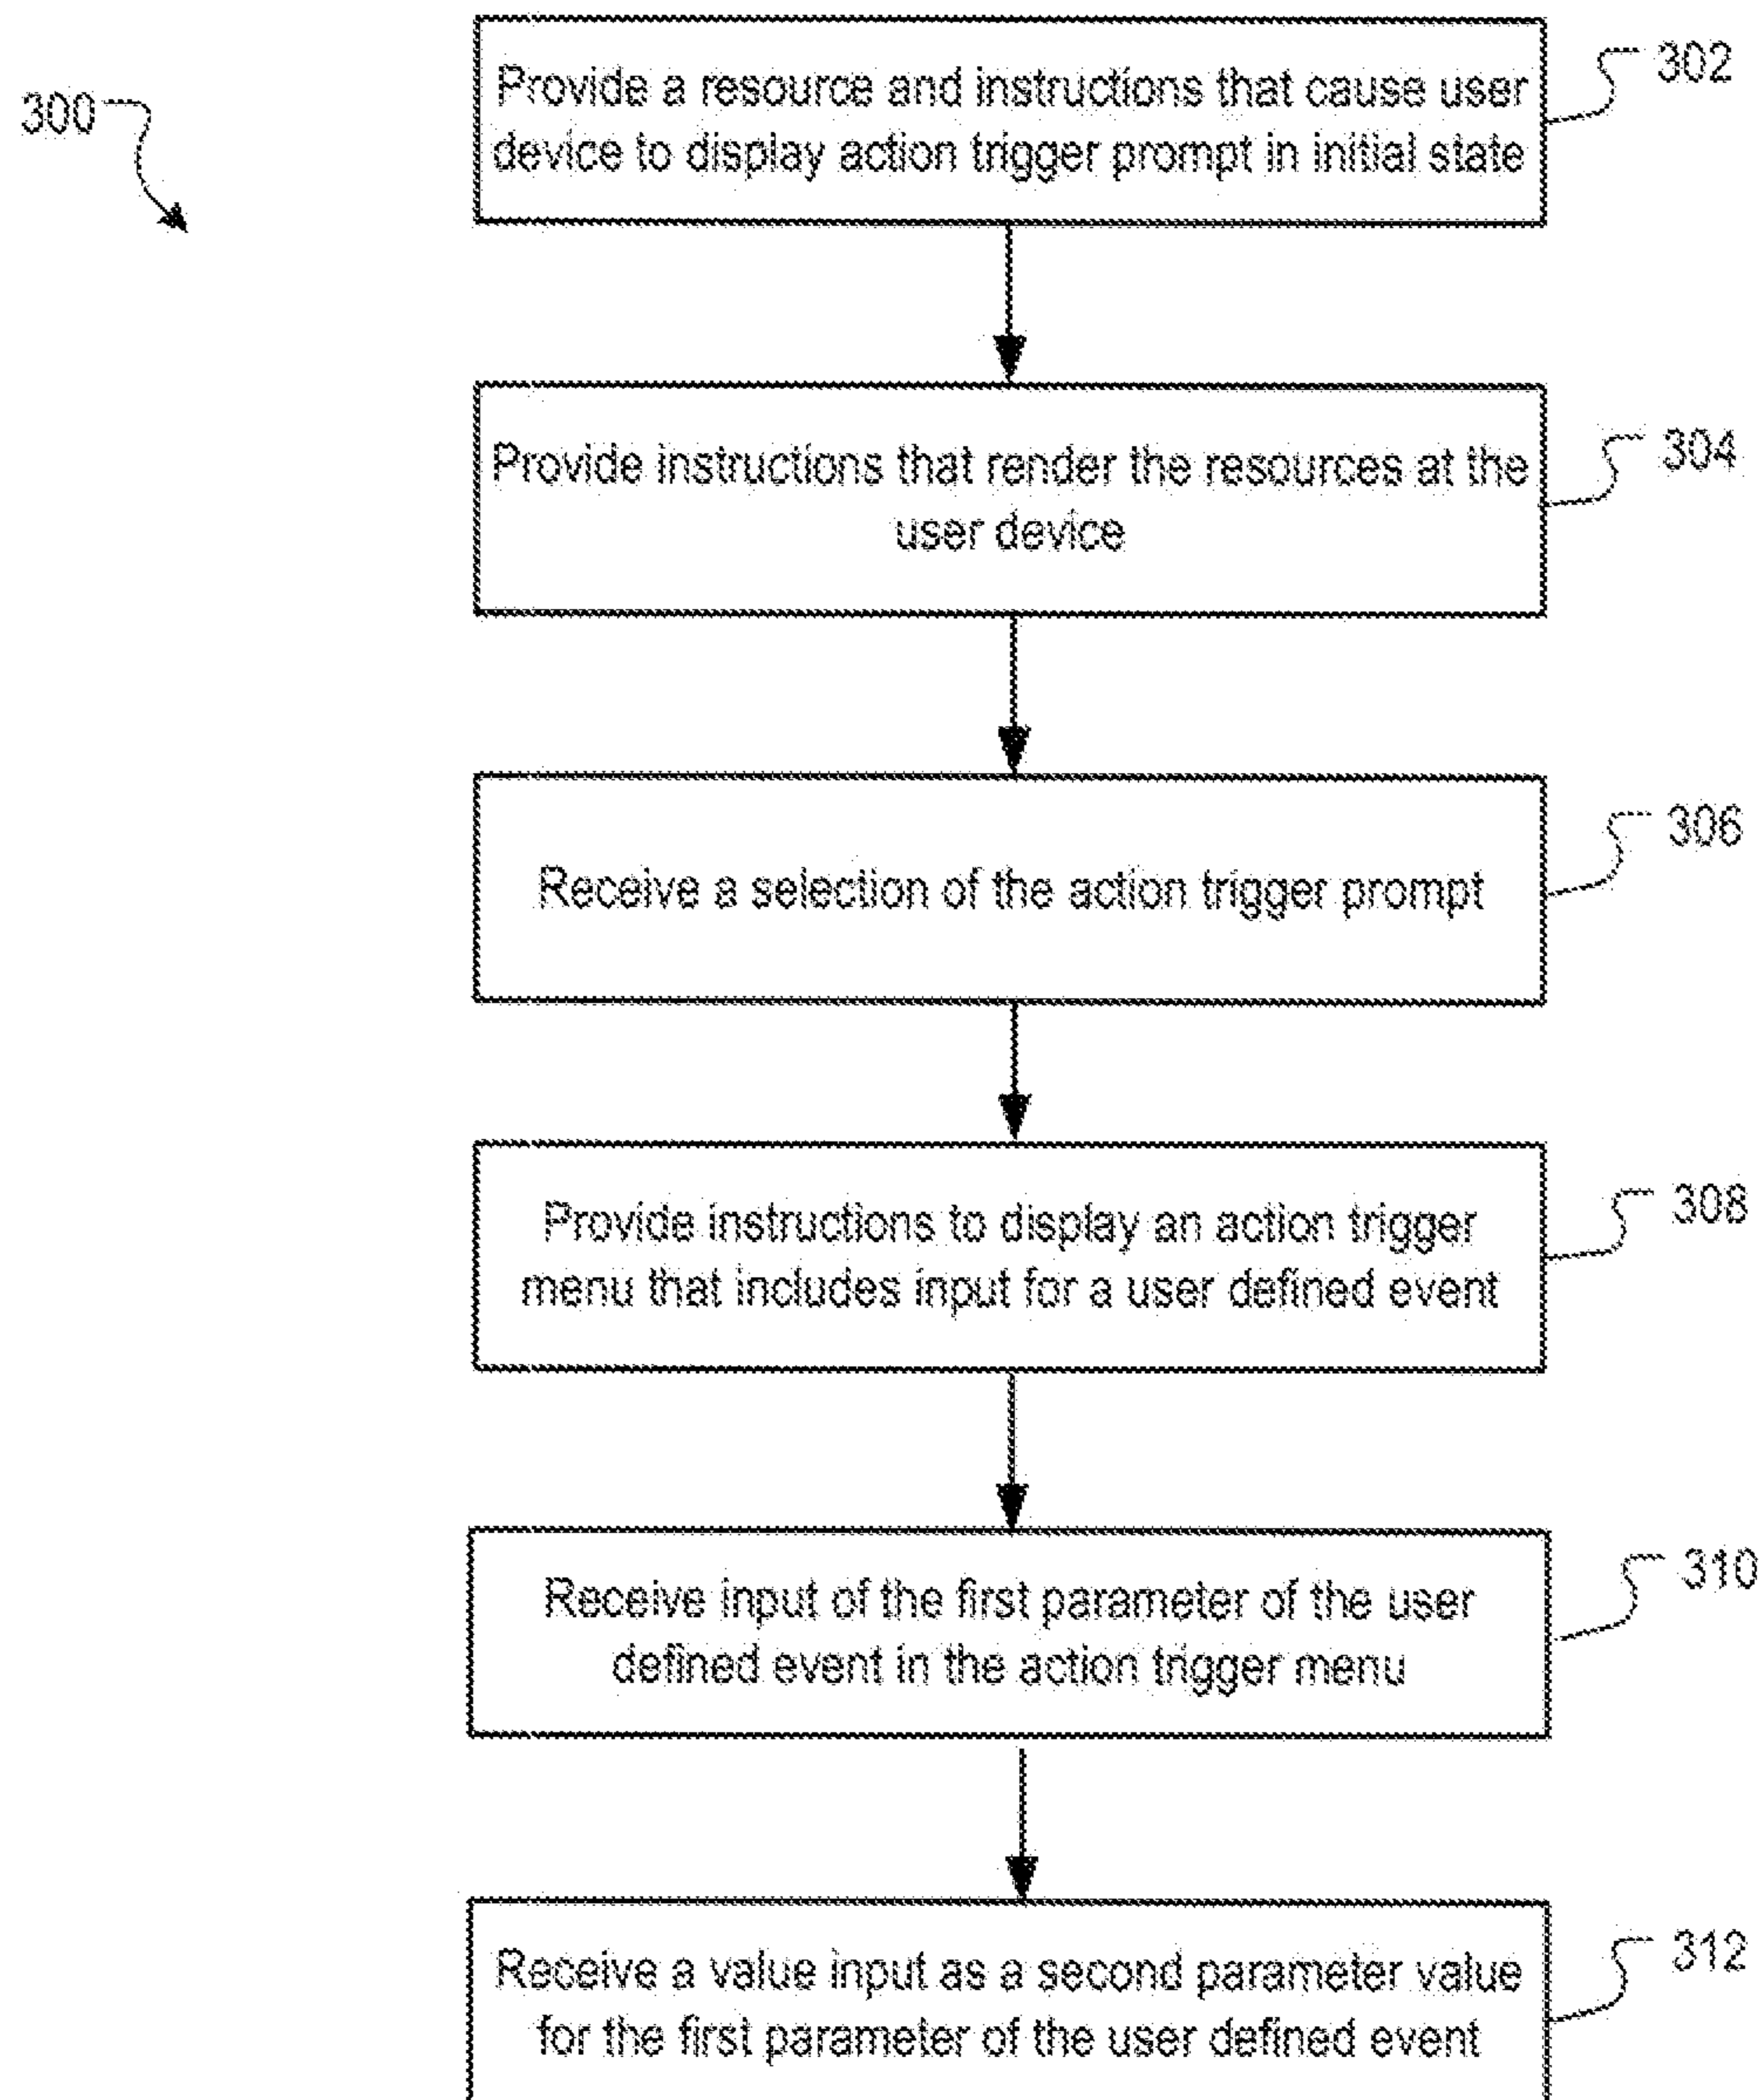 300
Provide a resource and instructions that cause user
device to display action trigger prompt in initial state
302
Provide instructions that render the resources at the
user device
304
Receive a selection of the action trigger prompt
306
Provide instructions to display an action trigger
menu that includes input for a user defined event
308
Receive input of the first parameter of the user
defined event in the action trigger menu
310
Receive a value input as a second parameter value
for the first parameter of the user defined event
312